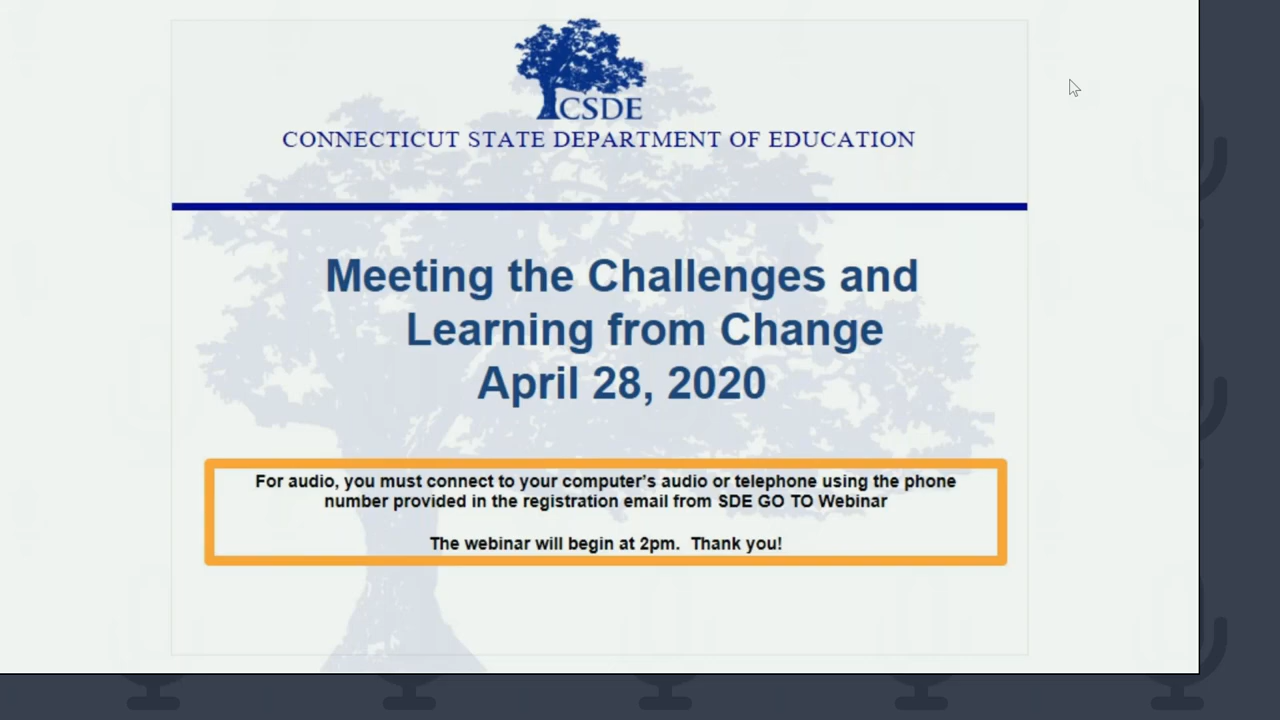 CSDE
CONNECTICUT STATE DEPARTMENT OF EDUCATION
Meeting the Challenges and
Learning from Change
April 28, 2020
For audio, you must connect to your computer's audio or telephone using the phone
number provided in the registration email from SDE GO TO Webinar
The webinar will begin at 2pm.  Thank you!